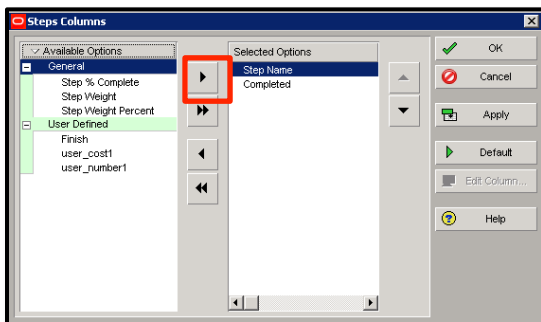 Steps Columns
Available Options
General
Step % Complete
Step Weight
Step Weight Percent
User Defined
Finish
user_cost1
user_number1
Selected Options
Step Name
Completed
OK
Cancel
Apply
Default
Edit Column...
Help